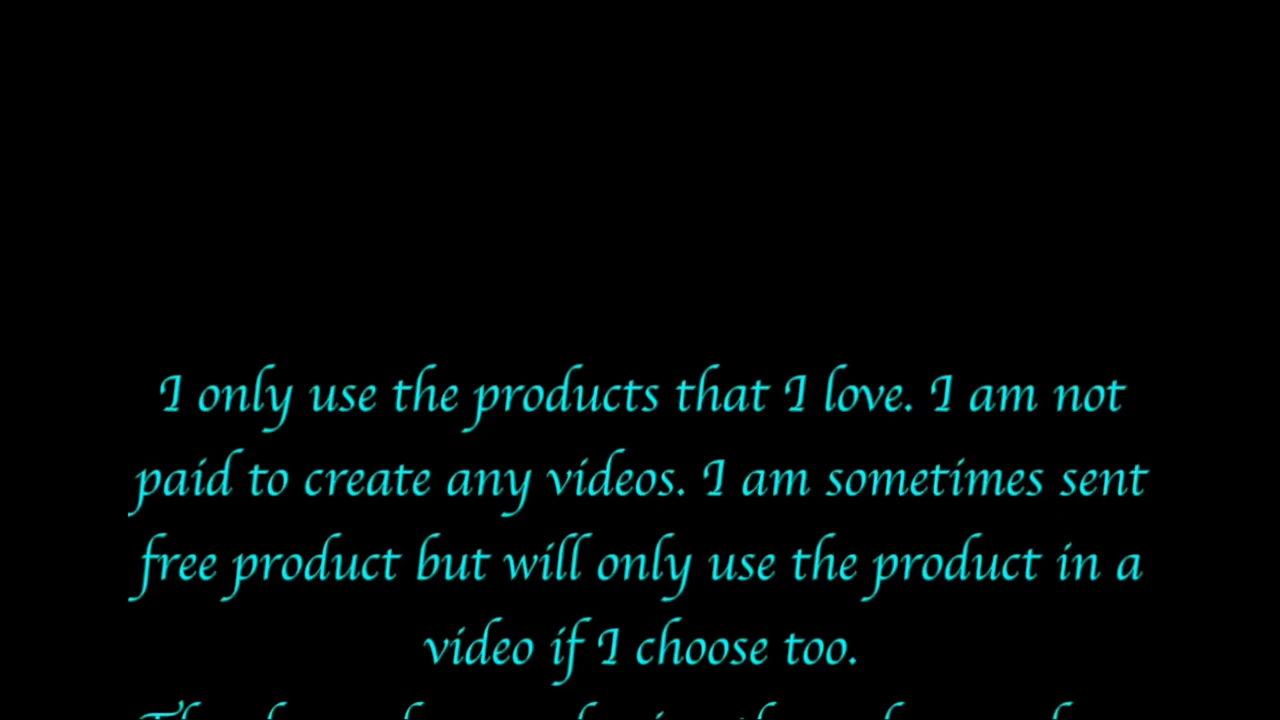 I only use the products that I love. I am not
paid to create any videos. I am sometimes sent
free product but will only use the product in a
video if I choose too.